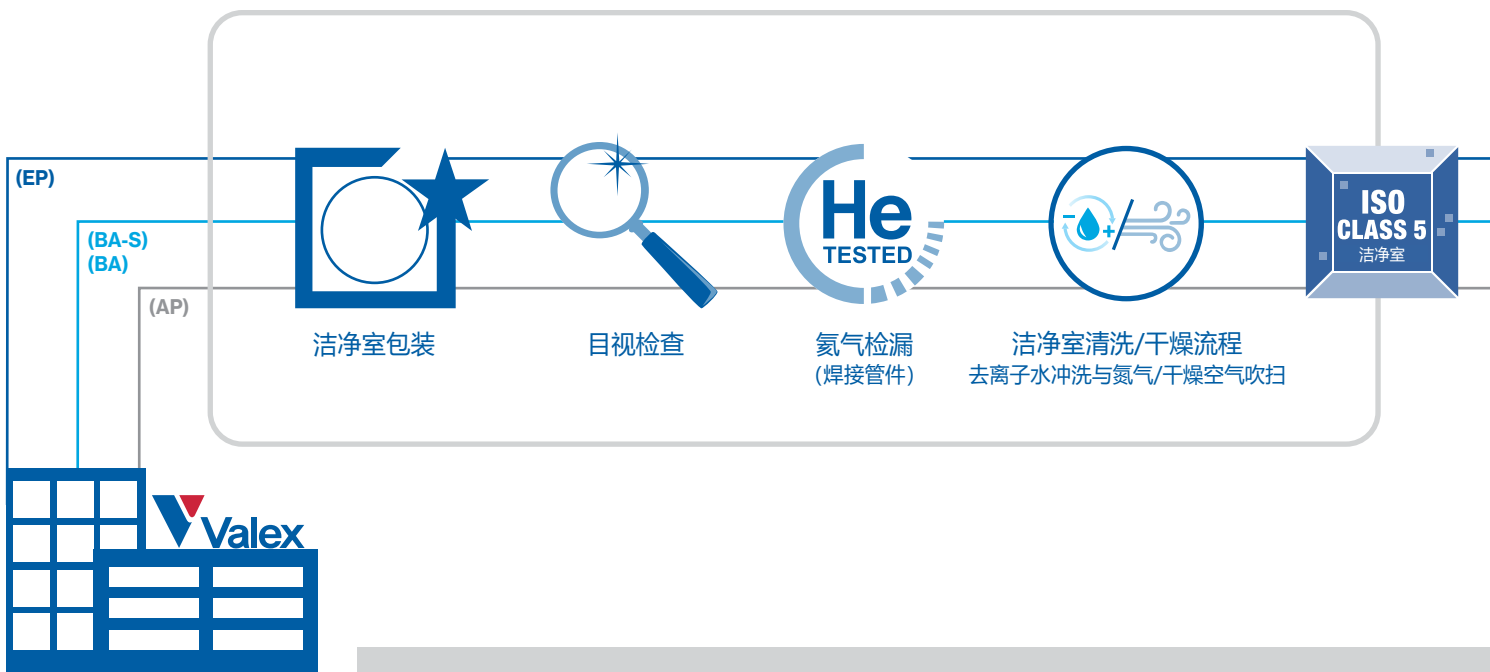 (EP)
(BA-S)
(BA)
(AP)
洁净室包装
目视检查
He
TESTED
氦气检漏
(焊接管件)
- +
洁净室清洗/干燥流程
去离子水冲洗与氮气/干燥空气吹扫
ISO
CLASS 5
洁净室
Valex